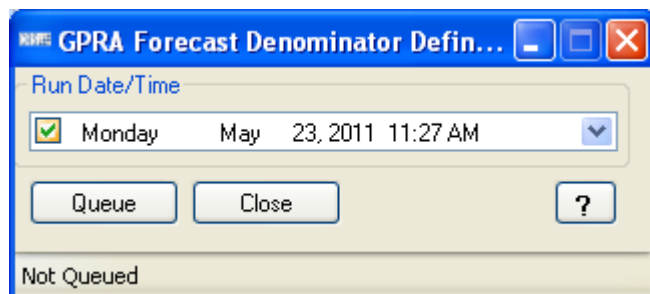 GPRA Forecast Denominator Defin...
Run Date/Time
Monday May 23, 2011 11:27 AM
Queue Close ?
Not Queued